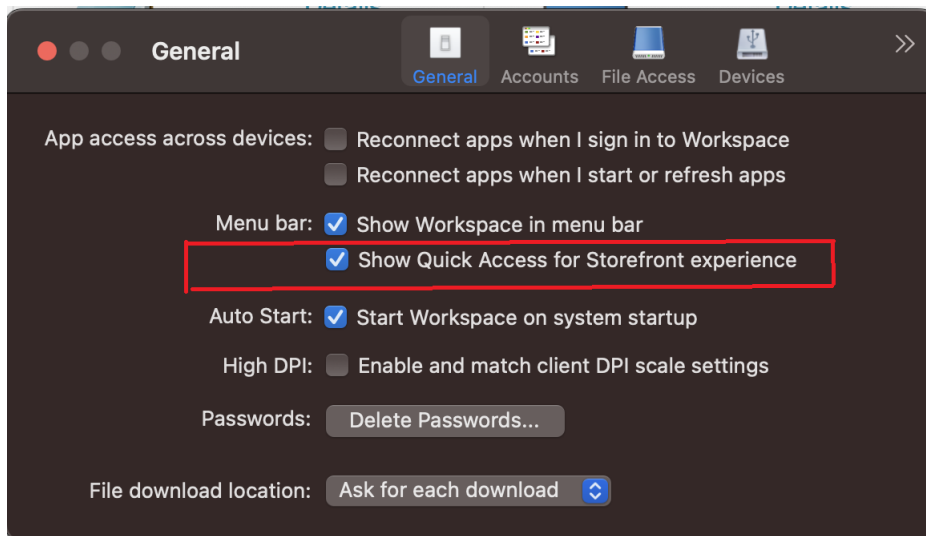 General
General Accounts File Access Devices
App access across devices: Reconnect apps when I sign in to Workspace
Reconnect apps when I start or refresh apps
Menu bar: Show Workspace in menu bar
Show Quick Access for Storefront experience
Auto Start: Start Workspace on system startup
High DPI: Enable and match client DPI scale settings
Passwords: Delete Passwords...
File download location: Ask for each download